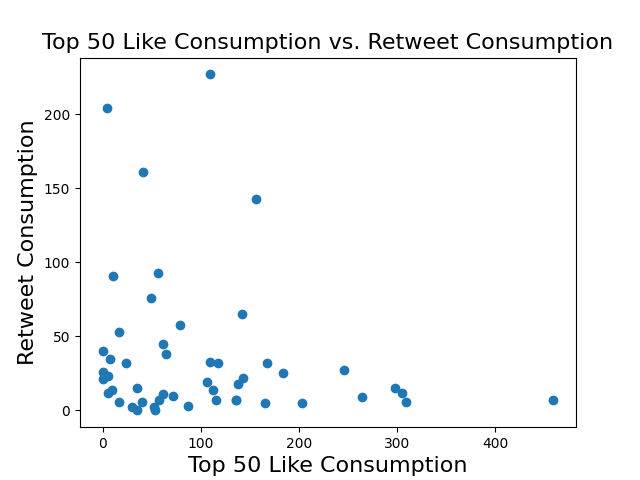 Top 50 Like Consumption vs. Retweet Consumption
200
150
100
50
0
Retweet Consumption
0 100 200 300 400
Top 50 Like Consumption